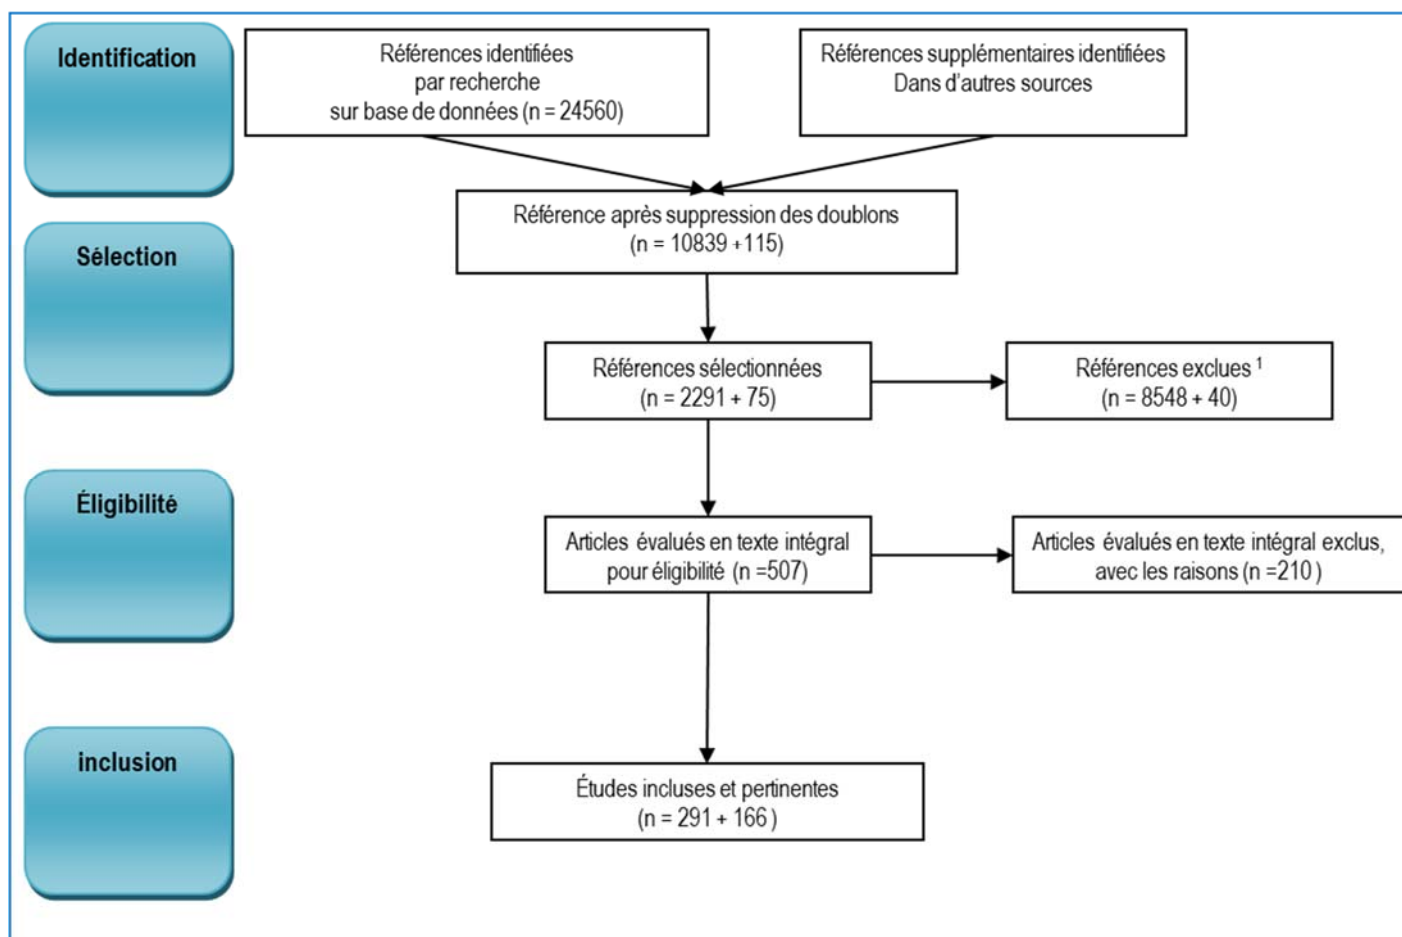 Identification
Références identifiées
par recherche
sur base de données (n = 24560)
Références supplémentaires identifiées
Dans d'autres sources
Référence après suppression des doublons
(n = 10839 +115)
Sélection
Références sélectionnées
(n = 2291 + 75)
Références exclues ¹
(n = 8548 + 40)
Éligibilité
Articles évalués en texte intégral
pour éligibilité (n =507)
Articles évalués en texte intégral exclus,
avec les raisons (n =210 )
inclusion
Études incluses et pertinentes
(n = 291 + 166 )